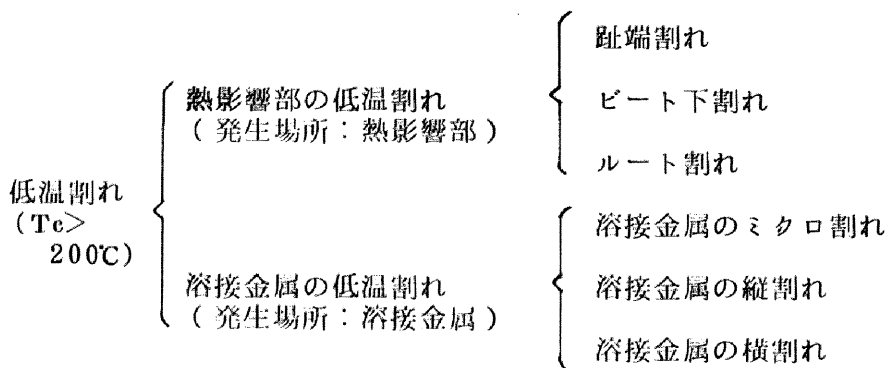 低温割れ
(Tc>
200℃)
熱影響部の低温割れ
(発生場所:熱影響部)
趾端割れ
ビート下割れ
ルート割れ
溶接金属の低温割れ
(発生場所:溶接金属)
溶接金属のミクロ割れ
溶接金属の縦割れ
溶接金属の横割れ